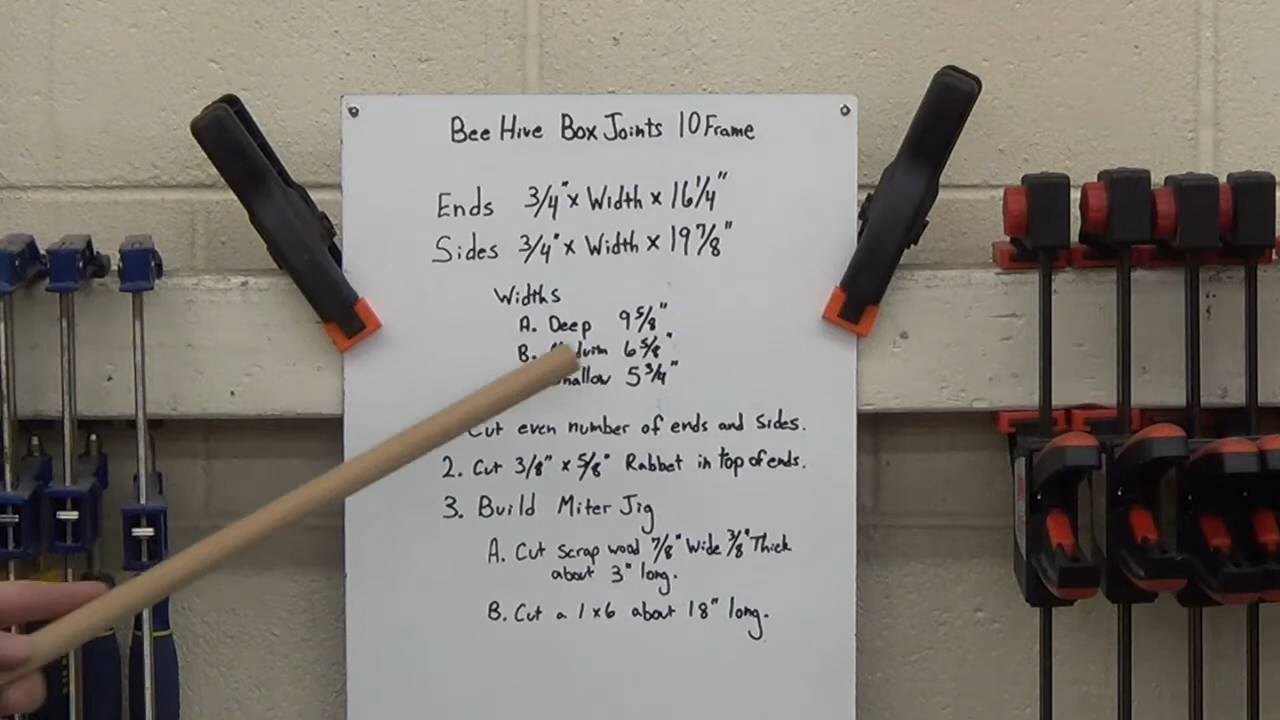 Bee Hive Box Joints 10 Frame
Ends 3/4" x Width x 16 1/4"
Sides 3/4" x Width x 19 7/8"
Widths
A. Deep 9 5/8"
B. 6 5/8"
5 3/4"
Cut even number of ends and Sides.
2. Cut 3/8" x 5/8" Rabbet in top of ends.
3. Build Miter Jig
A. Cut scrap wood 7/8" Wide 3/8" Thick
about 3" long.
B. Cut a 1x6 about 18" long.